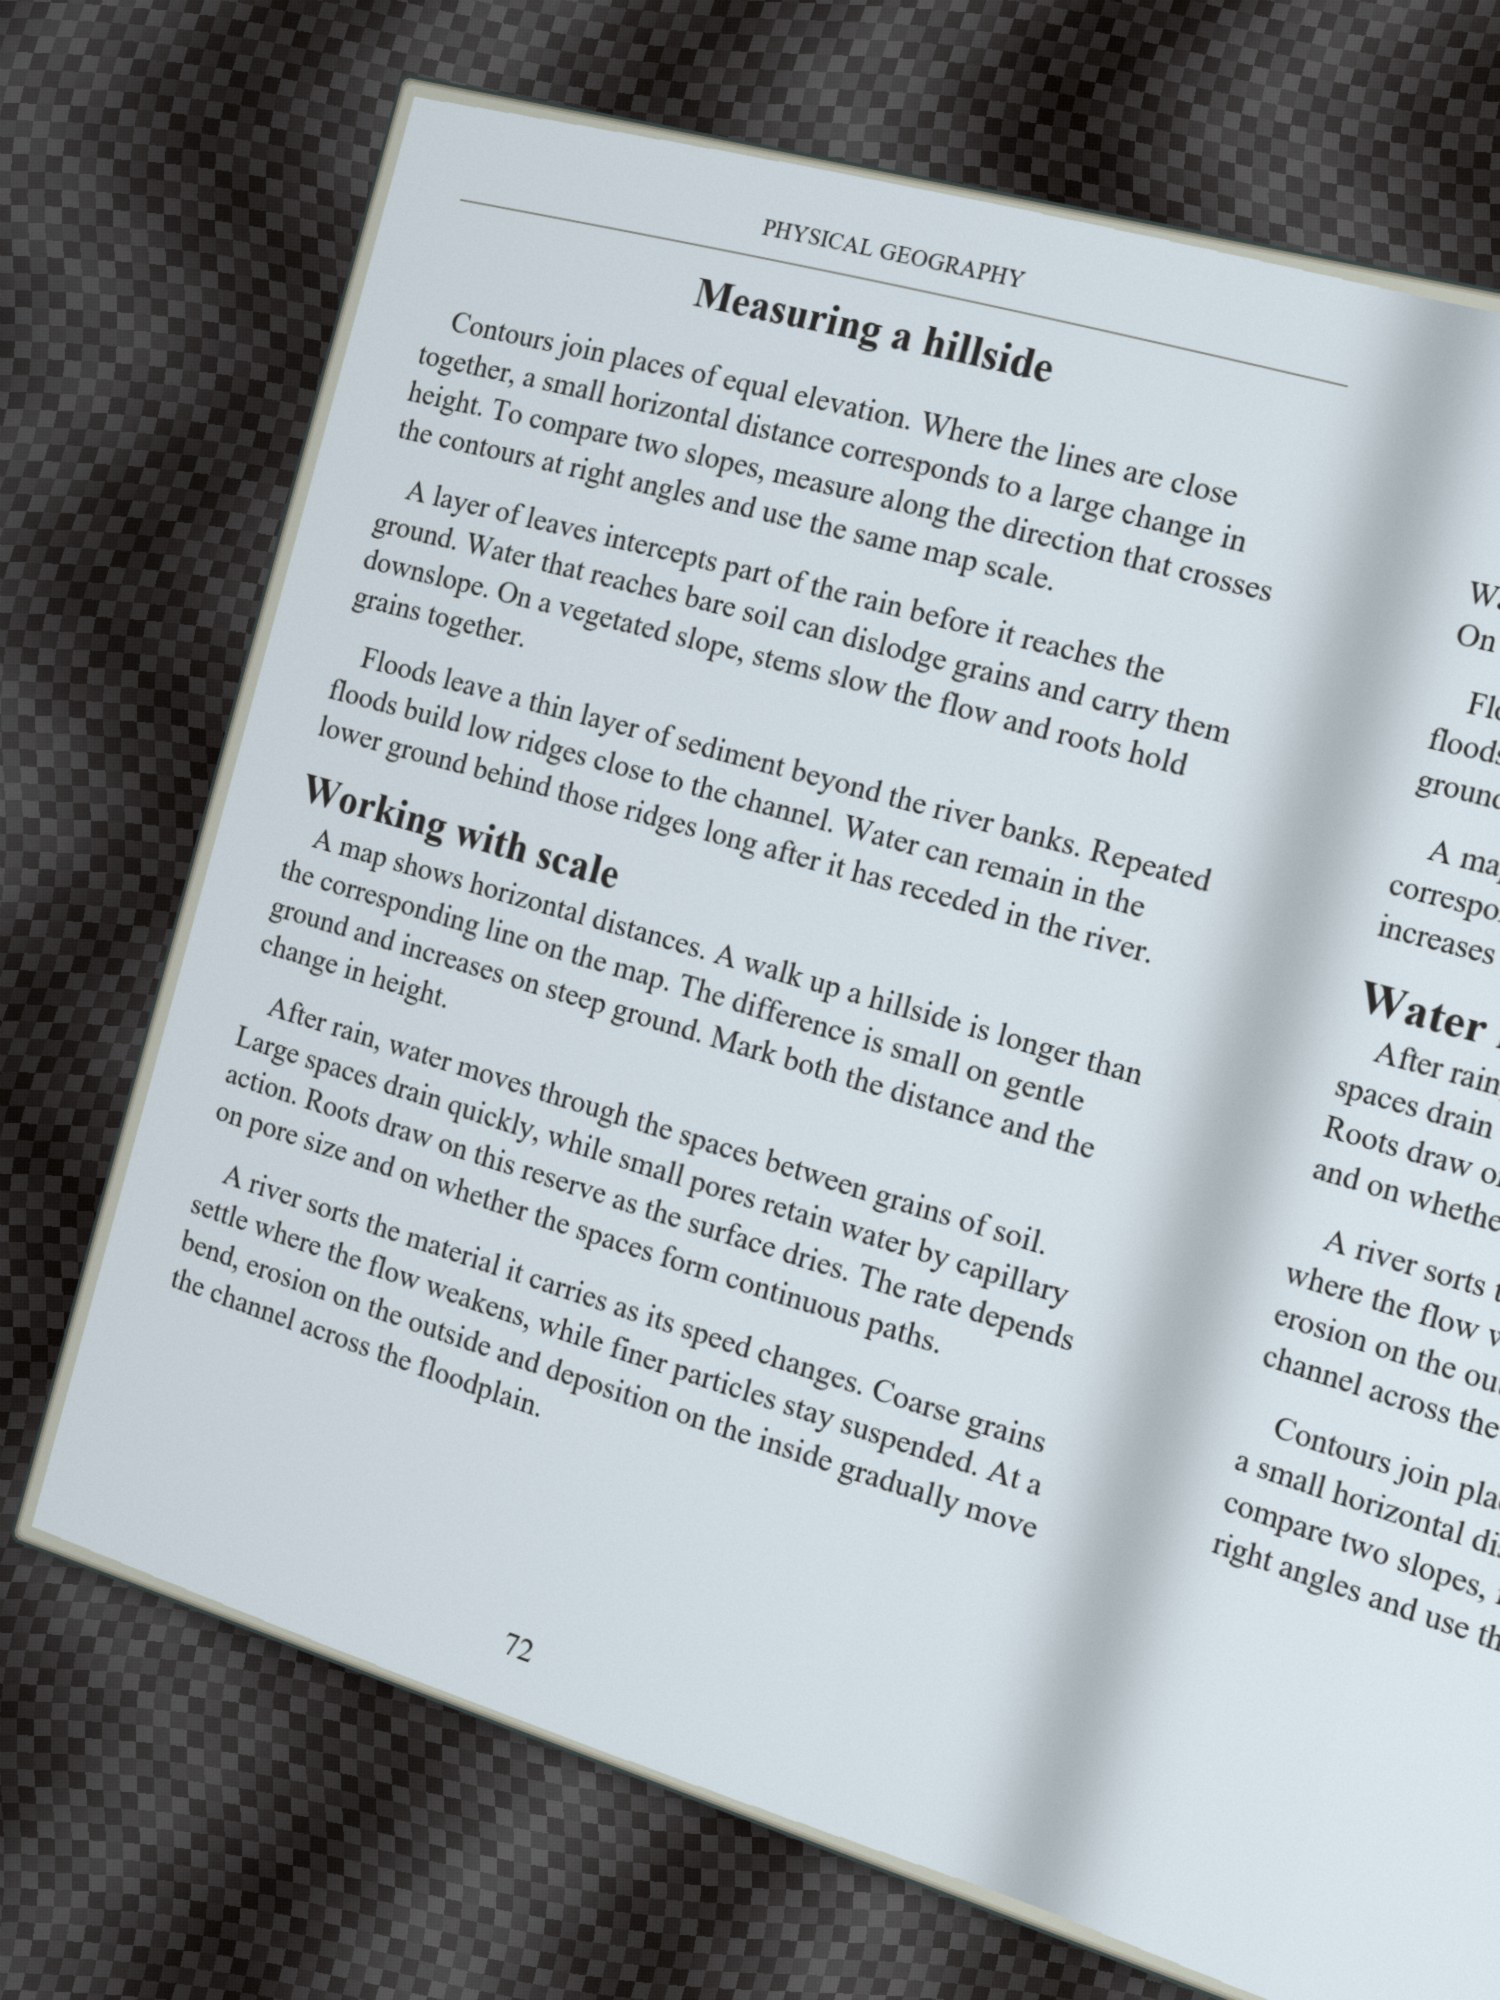 PHYSICAL GEOGRAPHY
Measuring a hillside
Contours join places of equal elevation. Where the lines are close
together, a small horizontal distance corresponds to a large change in
height. To compare two slopes, measure along the direction that crosses
the contours at right angles and use the same map scale.
A layer of leaves intercepts part of the rain before it reaches the
ground. Water that reaches bare soil can dislodge grains and carry them
downslope. On a vegetated slope, stems slow the flow and roots hold
grains together.
Floods leave a thin layer of sediment beyond the river banks. Repeated
floods build low ridges close to the channel. Water can remain in the
lower ground behind those ridges long after it has receded in the river.
Working with scale
A map shows horizontal distances. A walk up a hillside is longer than
the corresponding line on the map. The difference is small on gentle
ground and increases on steep ground. Mark both the distance and the
change in height.
After rain, water moves through the spaces between grains of soil.
Large spaces drain quickly, while small pores retain water by capillary
action. Roots draw on this reserve as the surface dries. The rate depends
on pore size and on whether the spaces form continuous paths.
A river sorts the material it carries as its speed changes. Coarse grains
settle where the flow weakens, while finer particles stay suspended. At a
bend, erosion on the outside and deposition on the inside gradually move
the channel across the floodplain.
72
On
floods
ground
A map
increases
Water
After rain,
spaces drain
Roots draw
and on
A river sorts
where the flow
erosion on the
channel across the
Contours join
a small horizontal
compare two slopes,
right angles and use